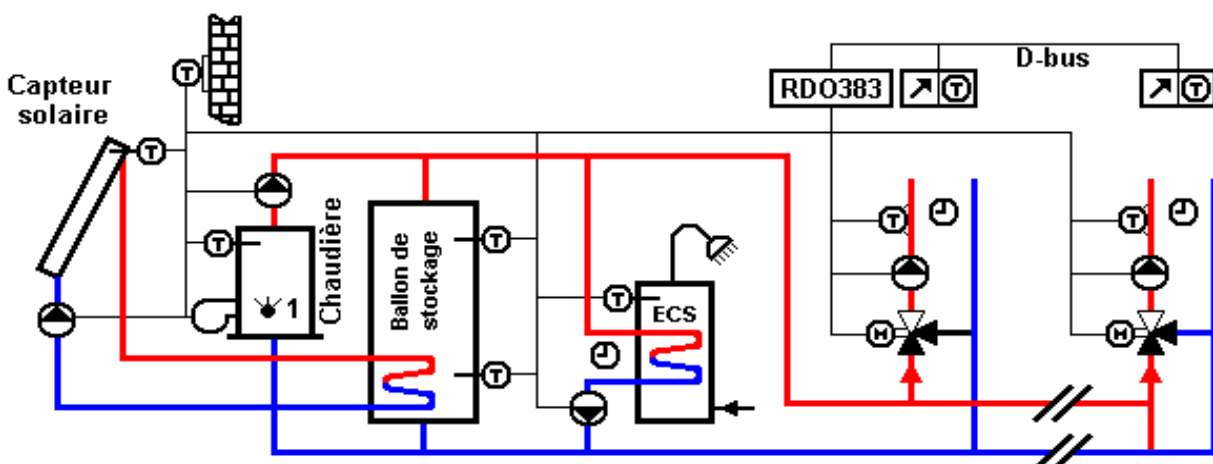 Capteur
solaire
T
T
T
Chaudière
1
Ballon de
stockage
T
T
T
ECS
D-bus
RDO383
T
T
T
T
M
M